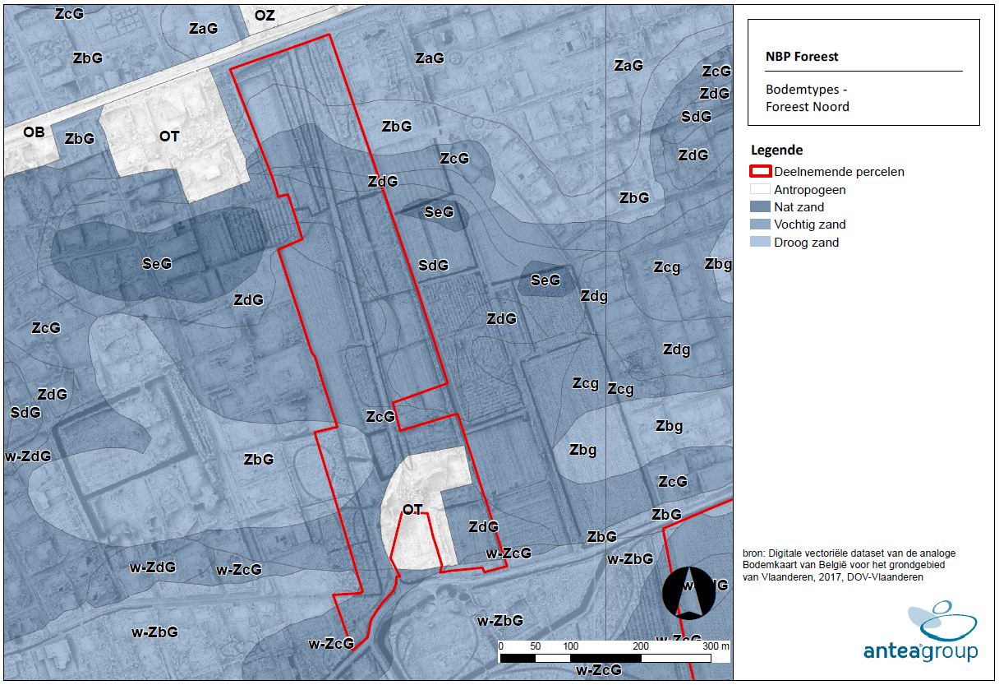 ZcG
OZ
ZaG
ZbG
ZaG
ZaG
ZcG
ZdG
SdG
OB
ZbG
OT
ZbG
ZcG
ZdG
ZdG
ZbG
SeG
SeG
SdG
Zcg
Zbg
SeG
Zdg
ZdG
ZdG
ZcG
Zdg
ZdG
Zcg
Zcg
SdG
ZcG
Zbg
w-ZdG
ZbG
Zbg
ZcG
OT
ZbG
ZdG
ZbG
w-ZcG
w-ZbG
w-ZdG
w-ZcG
w-ZbG
w-ZbG
w-ZcG
w-ZcG
w-ZcG
0 50 100 200 300 m
NBP Foreest
Bodemtypes -
Foreest Noord
Legende
Deelnemende percelen
Antropogeen
Nat zand
Vochtig zand
Droog zand
bron: Digitale vectoriële dataset van de analoge
Bodemkaart van België voor het grondgebied
van Vlaanderen, 2017, DOV-Vlaanderen
anteagroup